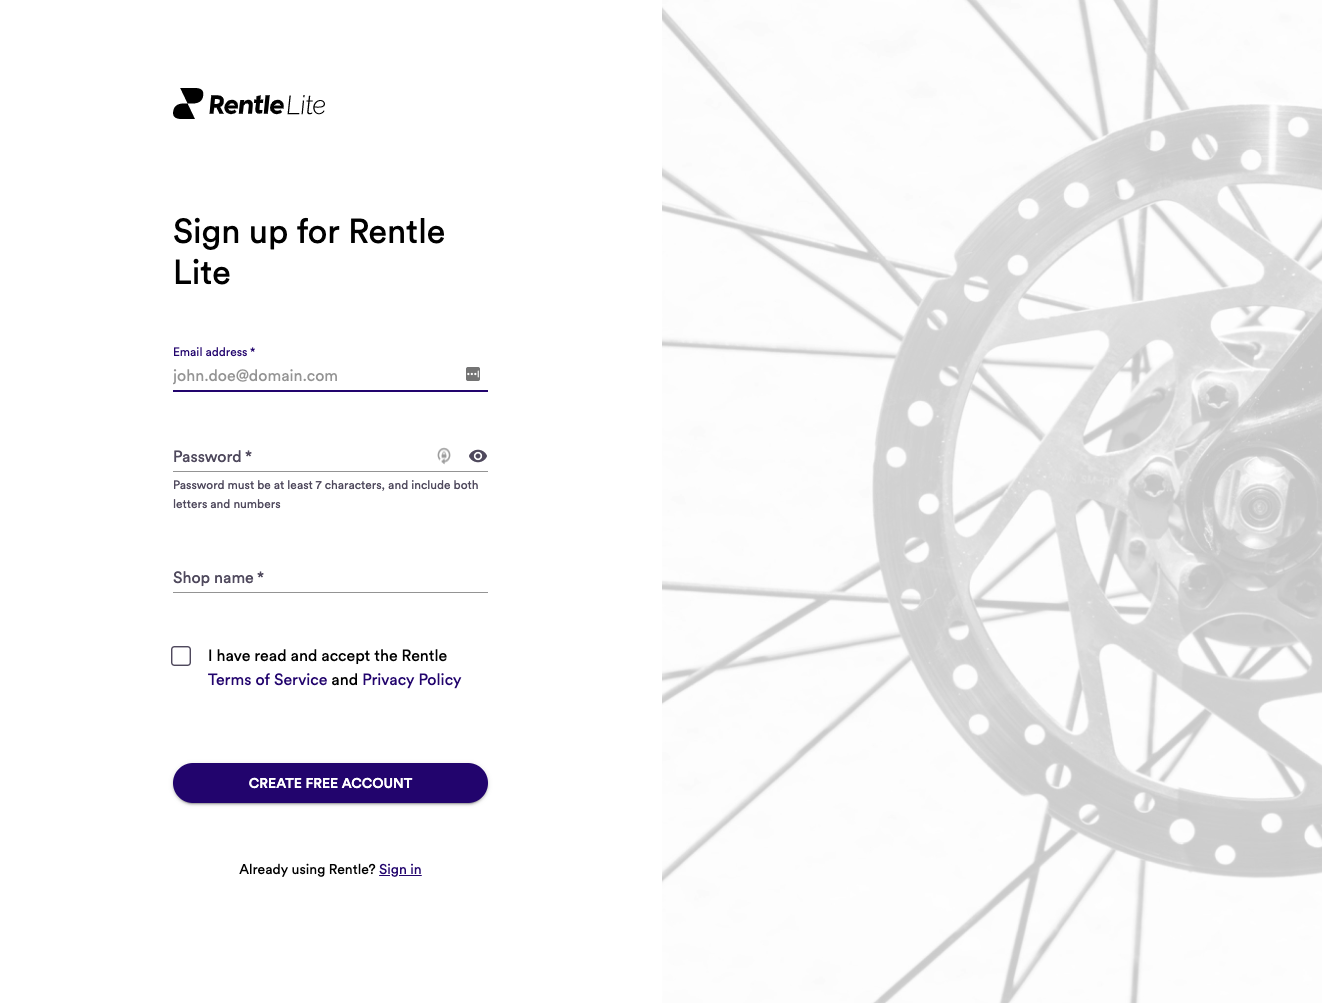 Rentle Lite
Sign up for Rentle
Lite
Email address *
john.doe@domain.com
Password *
Password must be at least 7 characters, and include both
letters and numbers
Shop name *
I have read and accept the Rentle
Terms of Service and Privacy Policy
CREATE FREE ACCOUNT
Already using Rentle? Sign in